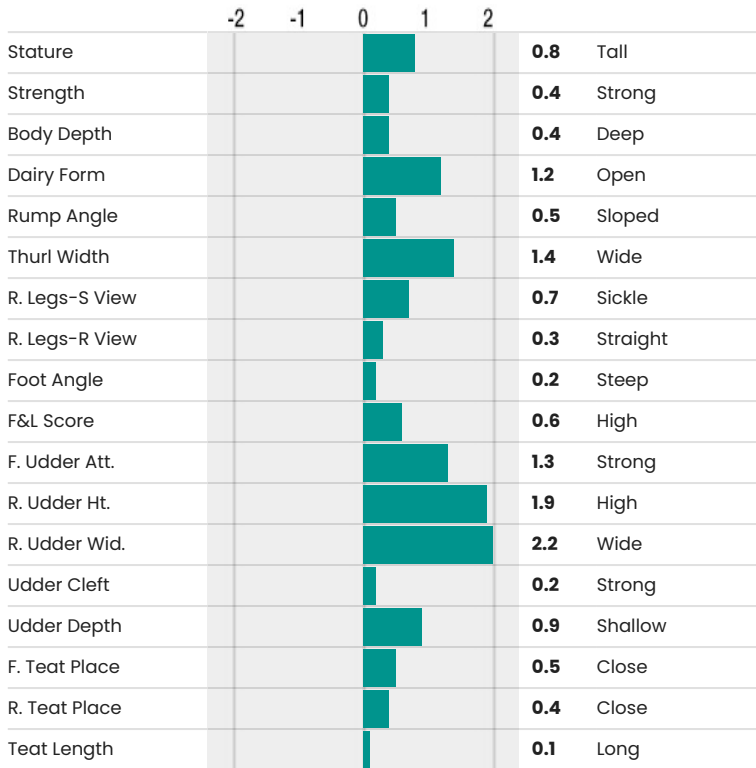 -2 -1 0 1 2
Stature 0.8 Tall
Strength 0.4 Strong
Body Depth 0.4 Deep
Dairy Form 1.2 Open
Rump Angle 0.5 Sloped
Thurl Width 1.4 Wide
R. Legs-S View 0.7 Sickle
R. Legs-R View 0.3 Straight
Foot Angle 0.2 Steep
F&L Score 0.6 High
F. Udder Att. 1.3 Strong
R. Udder Ht. 1.9 High
R. Udder Wid. 2.2 Wide
Udder Cleft 0.2 Strong
Udder Depth 0.9 Shallow
F. Teat Place 0.5 Close
R. Teat Place 0.4 Close
Teat Length 0.1 Long